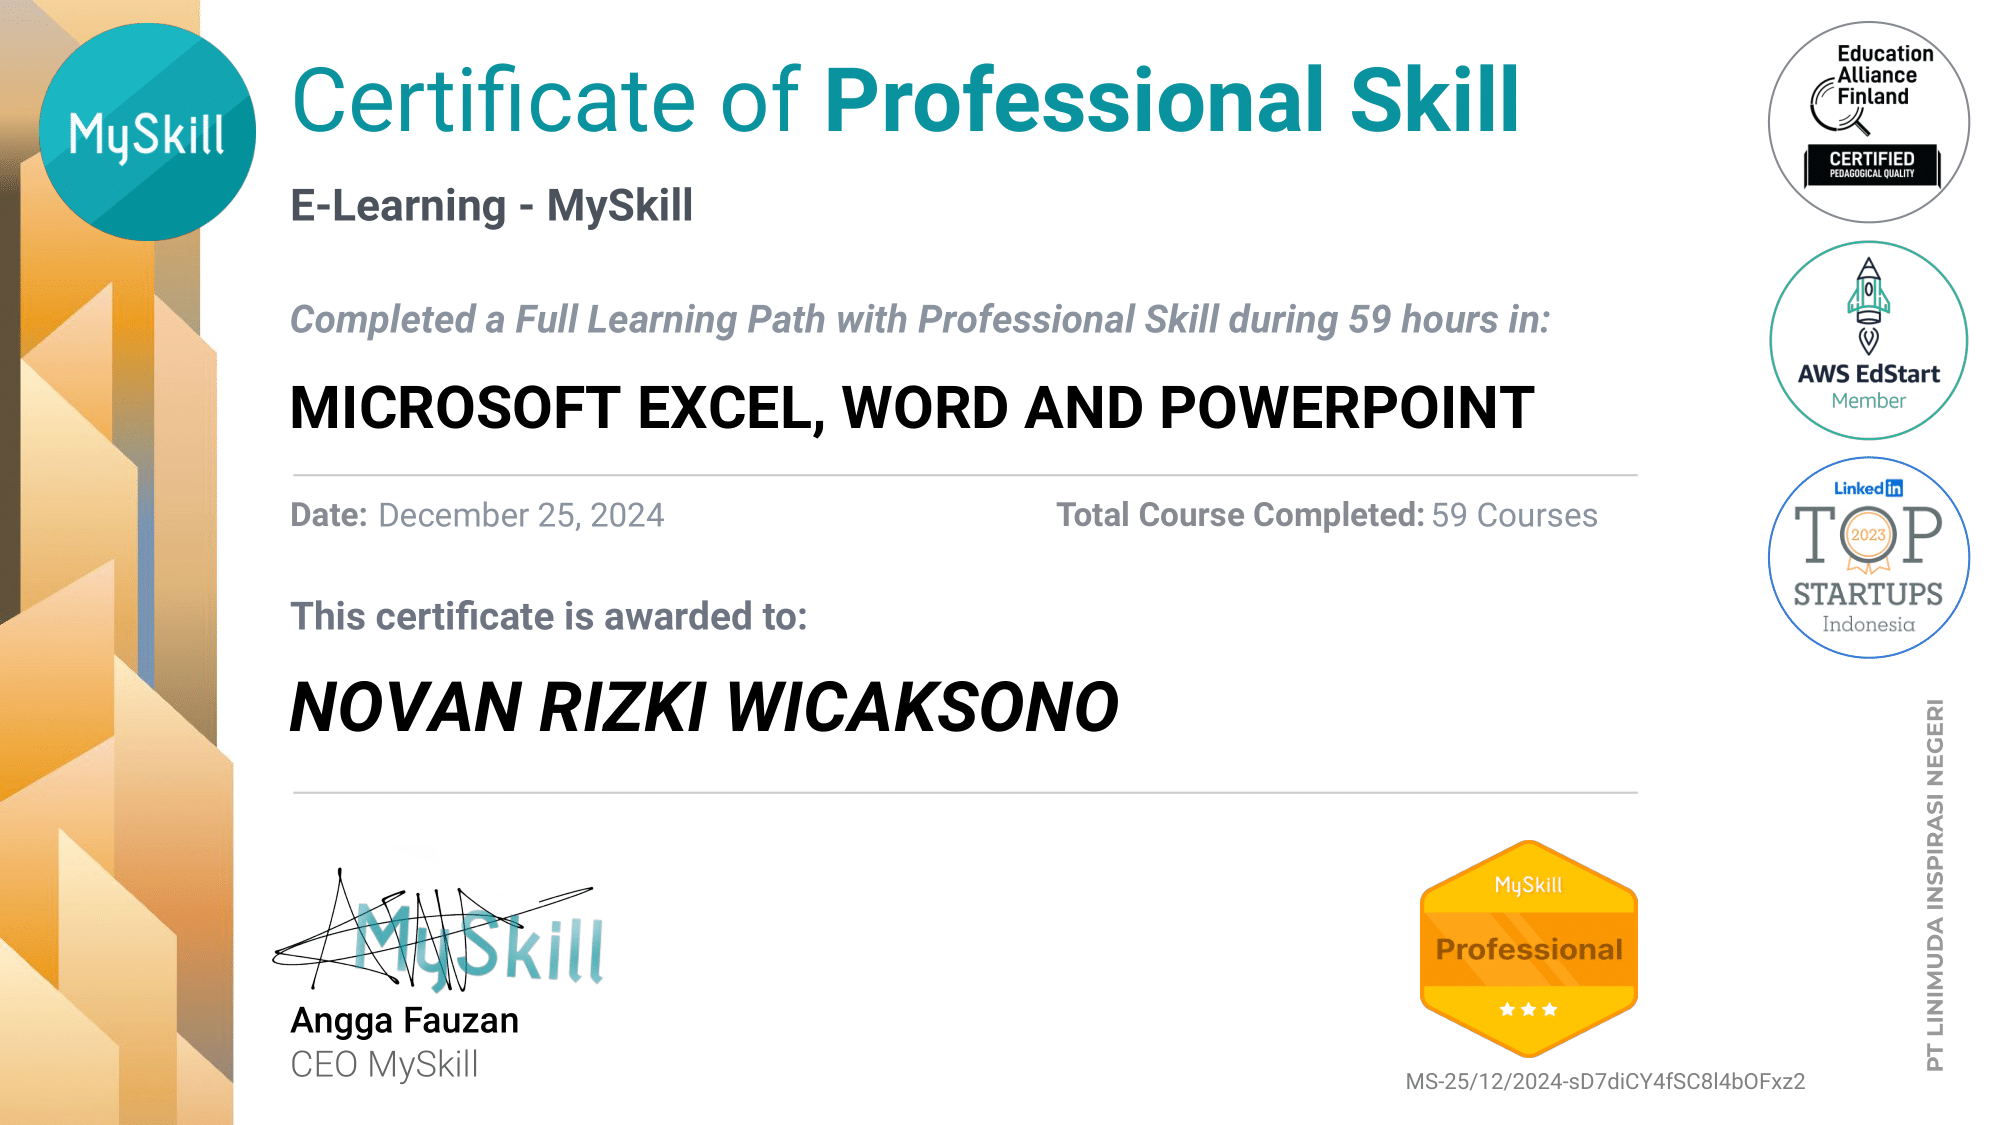 MySkill
Certificate of Professional Skill
E-Learning - MySkill
Completed a Full Learning Path with Professional Skill during 59 hours in:
MICROSOFT EXCEL, WORD AND POWERPOINT
Date: December 25, 2024
Total Course Completed: 59 Courses
This certificate is awarded to:
NOVAN RIZKI WICAKSONO
MySkill
Angga Fauzan
CEO MySkill
MySkill
Professional
MS-25/12/2024-sD7diCY4fSC8l4bOFxz2
Education
Alliance
Finland
CERTIFIED
PEDAGOGICAL QUALITY
AWS EdStart
Member
Linked in
TOP
2023
STARTUPS
Indonesia
PT LINIMUDA INSPIRASI NEGERI